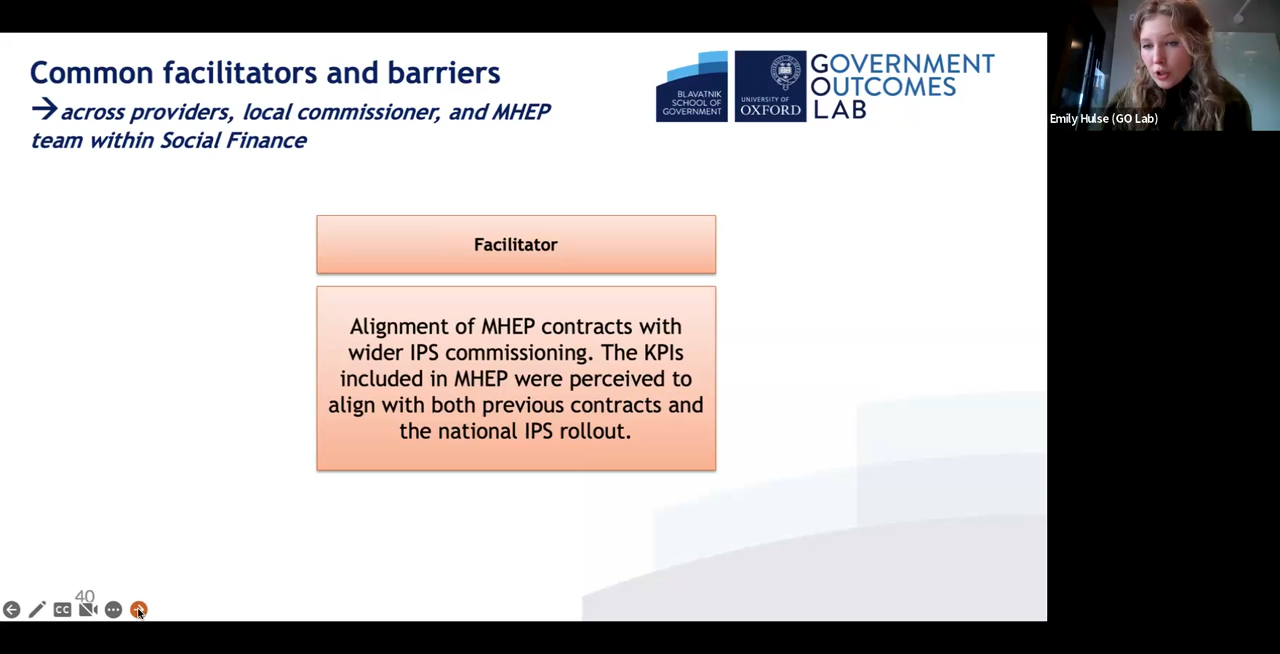 Common facilitators and barriers
→across providers, local commissioner, and MHEP
team within Social Finance
BLAVATNIK
SCHOOL OF
GOVERNMENT
UNIVERSITY OF
OXFORD
GOVERNMENT
OUTCOMES
LAB
Emily Hulse (GO Lab)
Facilitator
Alignment of MHEP contracts with
wider IPS commissioning. The KPIs
included in MHEP were perceived to
align with both previous contracts and
the national IPS rollout.
40
CC